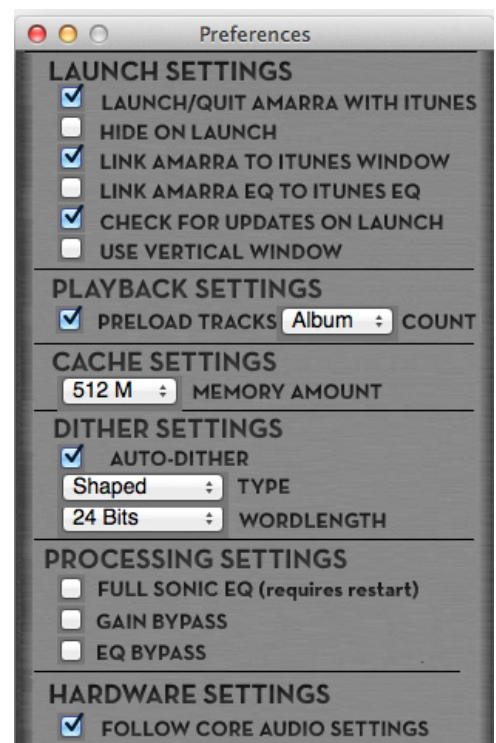 Preferences
LAUNCH SETTINGS
LAUNCH/QUIT AMARRA WITH ITUNES
HIDE ON LAUNCH
LINK AMARRA TO ITUNES WINDOW
LINK AMARRA EQ TO ITUNES EQ
CHECK FOR UPDATES ON LAUNCH
USE VERTICAL WINDOW
PLAYBACK SETTINGS
PRELOAD TRACKS Album COUNT
CACHE SETTINGS
512 M MEMORY AMOUNT
DITHER SETTINGS
AUTO-DITHER
Shaped TYPE
24 Bits WORDLENGTH
PROCESSING SETTINGS
FULL SONIC EQ (requires restart)
GAIN BYPASS
EQ BYPASS
HARDWARE SETTINGS
FOLLOW CORE AUDIO SETTINGS